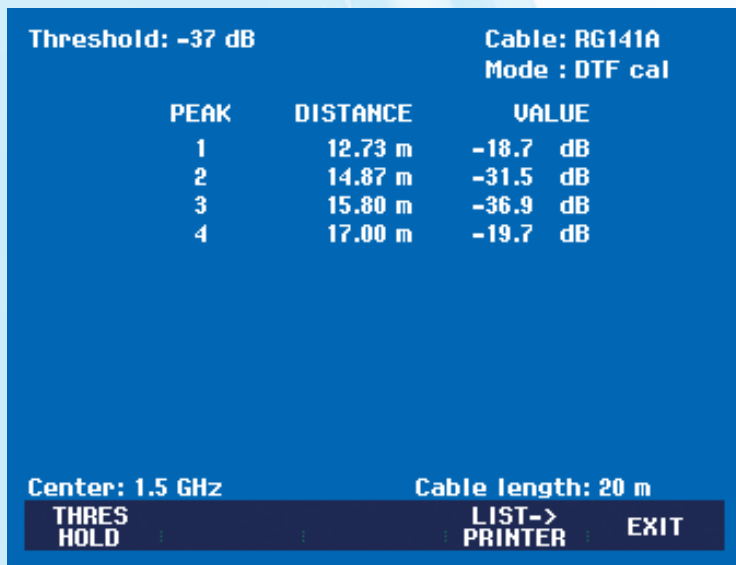 Threshold: -37 dB Cable: RG141A
Mode : DTF cal
PEAK DISTANCE VALUE
1 12.73 m -18.7 dB
2 14.87 m -31.5 dB
3 15.80 m -36.9 dB
4 17.00 m -19.7 dB
Center: 1.5 GHz Cable length: 20 m
THRES LIST->
HOLD PRINTER EXIT